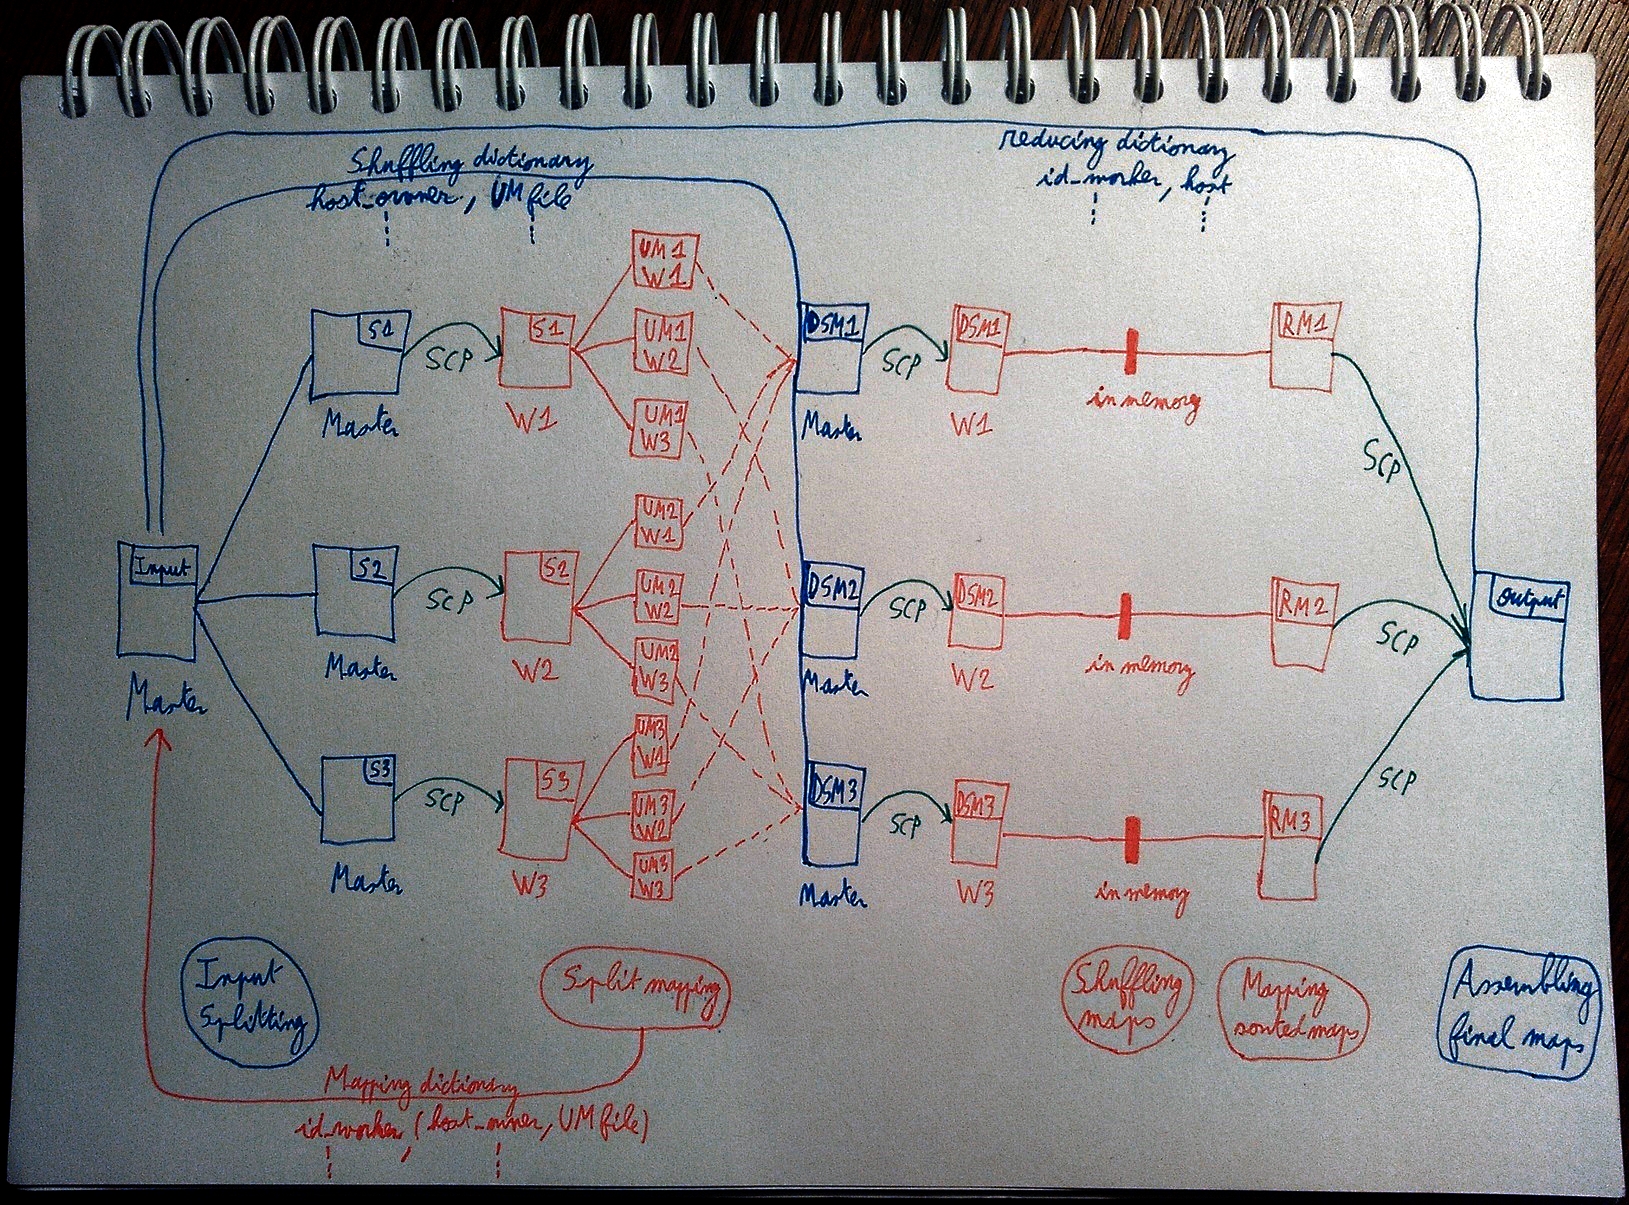 Shuffling dictionary
host_owner, UM file
reducing dictionary
id_worker, host
UM1
W1
S1
SCP
S1
UM1
W2
DSM1
SCP
DSM1
RM1
Master
W1
UM1
W3
Master
W1
in memory
SCP
UM2
W1
Input
S2
SCP
S2
UM2
W2
DSM2
SCP
DSM2
RM2
SCP
Output
Master
Master
W2
UM2
W3
Master
W2
in memory
UM3
W1
S3
SCP
S3
UM3
W2
DSM3
SCP
DSM3
RM3
SCP
Master
W3
UM3
W3
Master
W3
in memory
Input
Splitting
Split mapping
Shuffling
maps
Mapping
sorted maps
Assembling
final maps
Mapping dictionary
id_worker, (host_owner, UM file)